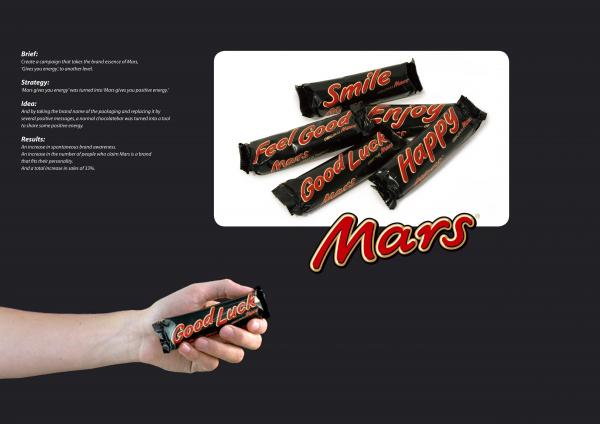 Brief:
Create a campaign that takes the brand essence of Mars,
'Gives you energy', to another level.
Strategy:
'Mars gives you energy' was turned into 'Mars gives you positive energy.'
Idea:
And by taking the brand name of the packaging and replacing it by
several positive messages, a normal chocolatebar was turned into a tool
to share some positive energy.
Results:
An increase in spontaneous brand awareness.
An increase in the number of people who claim Mars is a brand
that fits their personality.
And a total increase in sales of 13%.
Smile
Feel Good
Mars
Enjoy
Good Luck
Mars
Happy
Mars
Good Luck